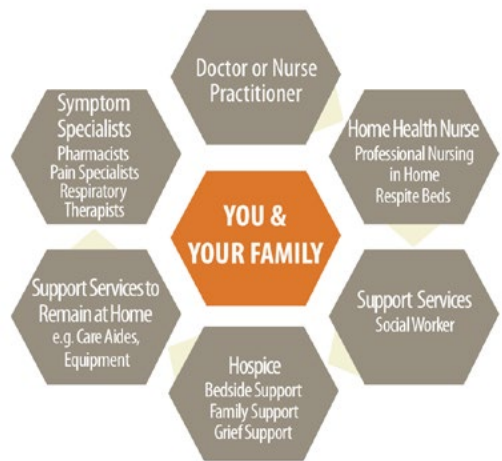 Doctor or Nurse
Practitioner
Home Health Nurse
Professional Nursing
in Home
Respite Beds
Support Services
Social Worker
Hospice
Bedside Support
Family Support
Grief Support
Support Services to
Remain at Home
e.g. Care Aides,
Equipment
Symptom
Specialists
Pharmacists
Pain Specialists
Respiratory
Therapists
YOU &
YOUR FAMILY